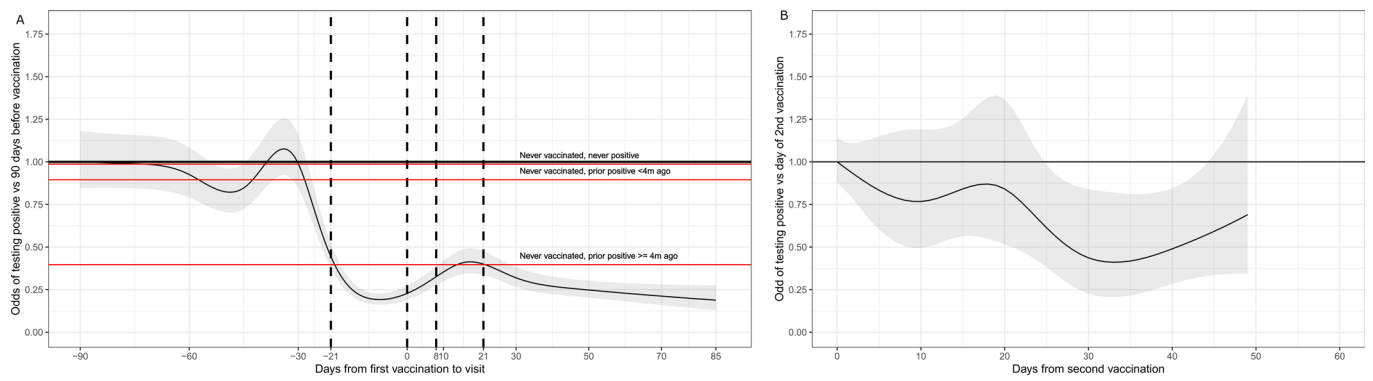 A
Odds of testing positive vs 90 days before vaccination
1.75
1.50
1.25
1.00
0.75
0.50
0.25
0.00
Never vaccinated, never positive
Never vaccinated, prior positive <4m ago
Never vaccinated, prior positive >= 4m ago
−90 −60 −30 −21 0 8 10 21 30 50 70 85
Days from first vaccination to visit
B
Odd of testing positive vs day of 2nd vaccination
1.75
1.50
1.25
1.00
0.75
0.50
0.25
0.00
0 10 20 30 40 50 60
Days from second vaccination